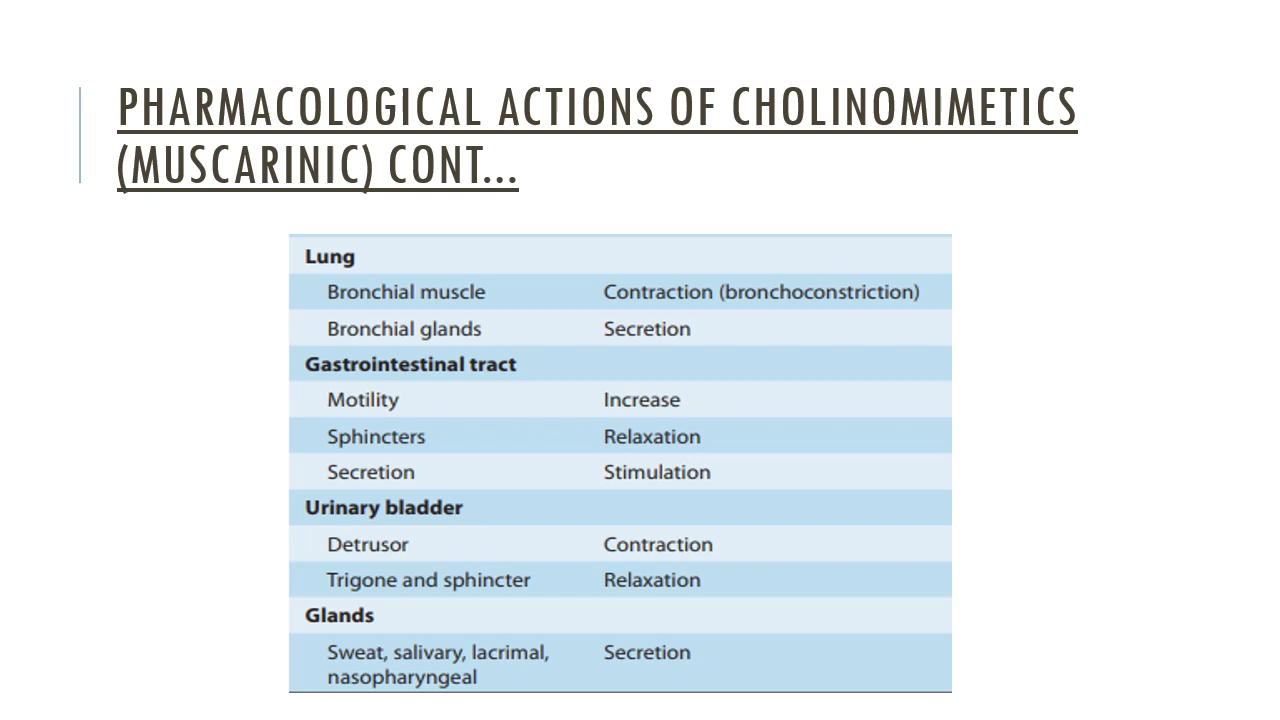 PHARMACOLOGICAL ACTIONS OF CHOLINOMIMETICS
(MUSCARINIC) CONT...
Lung
Bronchial muscle Contraction (bronchoconstriction)
Bronchial glands Secretion
Gastrointestinal tract
Motility Increase
Sphincters Relaxation
Secretion Stimulation
Urinary bladder
Detrusor Contraction
Trigone and sphincter Relaxation
Glands
Sweat, salivary, lacrimal, Secretion
nasopharyngeal